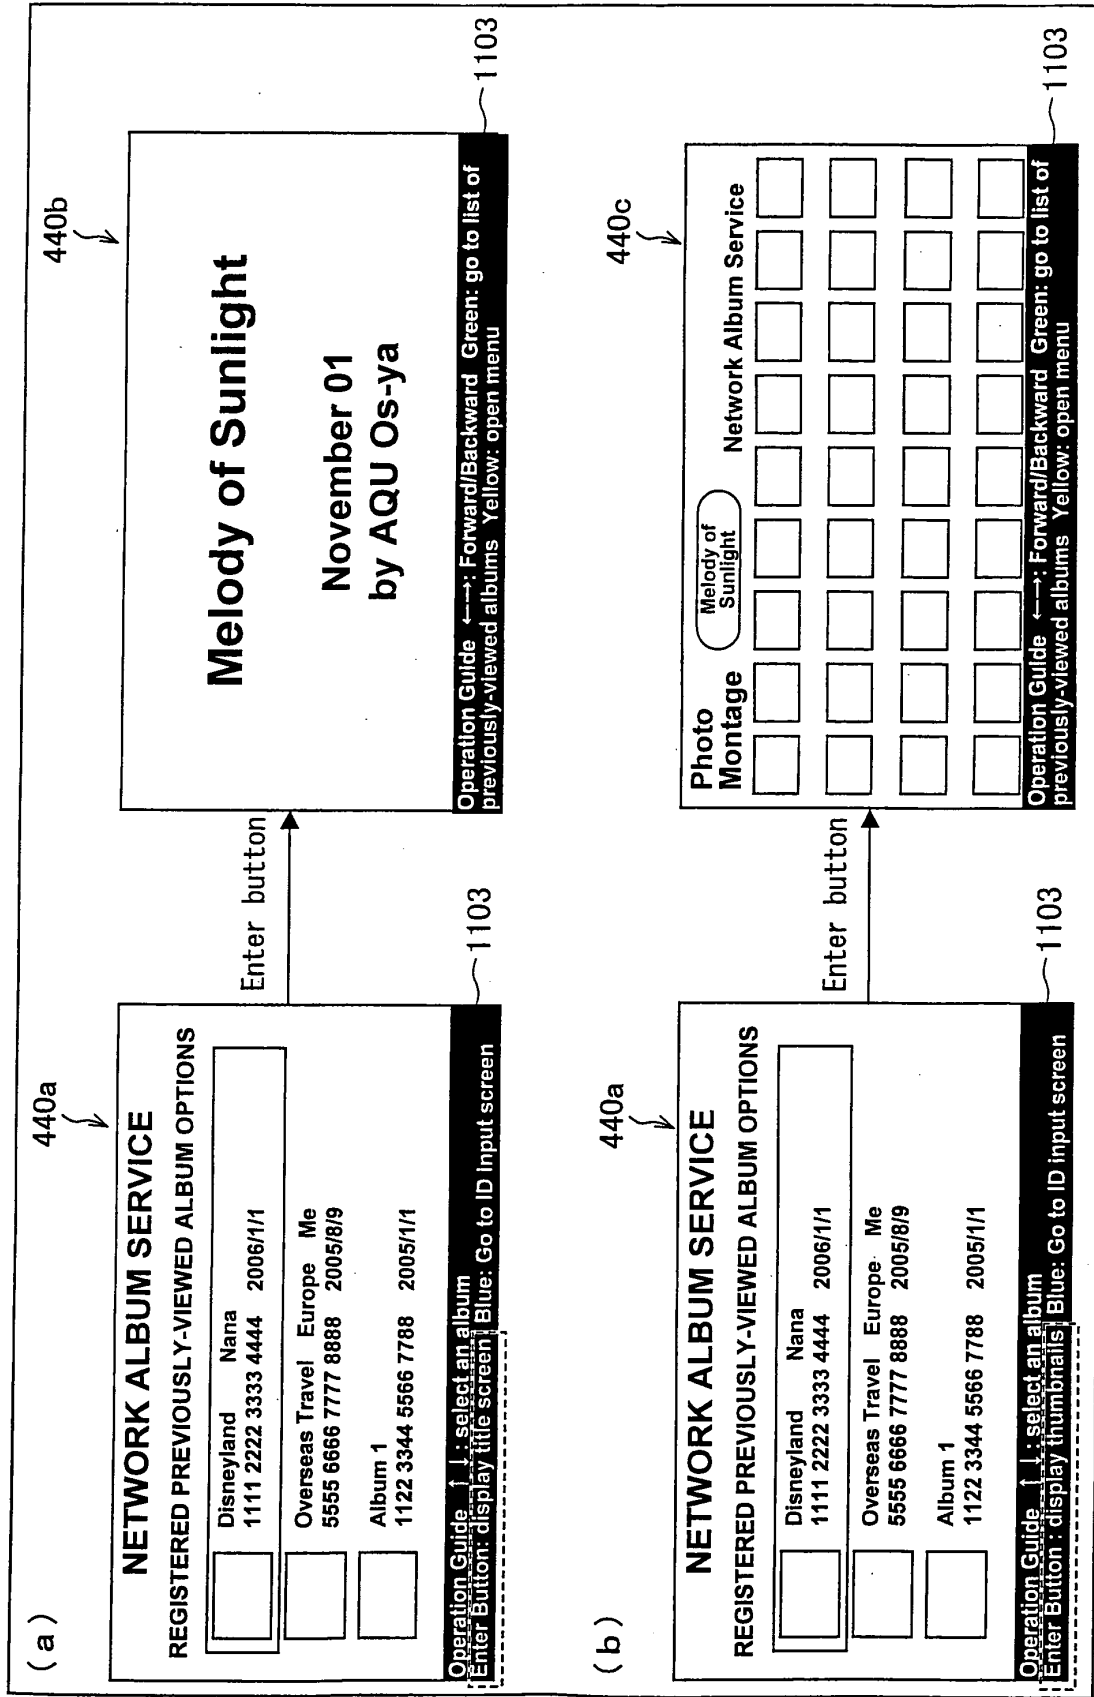 (a)
440a
NETWORK ALBUM SERVICE
REGISTERED PREVIOUSLY-VIEWED ALBUM OPTIONS
Disneyland Nana
1111 2222 3333 4444 2006/1/1
Overseas Travel Europe Me
5555 6666 7777 8888 2005/8/9
Album 1
1122 3344 5566 7788 2005/1/1
Operation Guide ↑ ↓ : select an album
Enter Button: display title screen Blue: Go to ID input screen
1103
Enter button
440b
Melody of Sunlight
November 01
by AQU Os-ya
Operation Guide ←→: Forward/Backward Green: go to list of
previously-viewed albums Yellow: open menu
1103
(b)
440a
NETWORK ALBUM SERVICE
REGISTERED PREVIOUSLY-VIEWED ALBUM OPTIONS
Disneyland Nana
1111 2222 3333 4444 2006/1/1
Overseas Travel Europe Me
5555 6666 7777 8888 2005/8/9
Album 1
1122 3344 5566 7788 2005/1/1
Operation Guide ↑ ↓ : select an album
Enter Button : display thumbnails Blue: Go to ID input screen
1103
Enter button
440c
Photo
Montage
Melody of
Sunlight
Network Album Service
Operation Guide ←→: Forward/Backward Green: go to list of
previously-viewed albums Yellow: open menu
1103